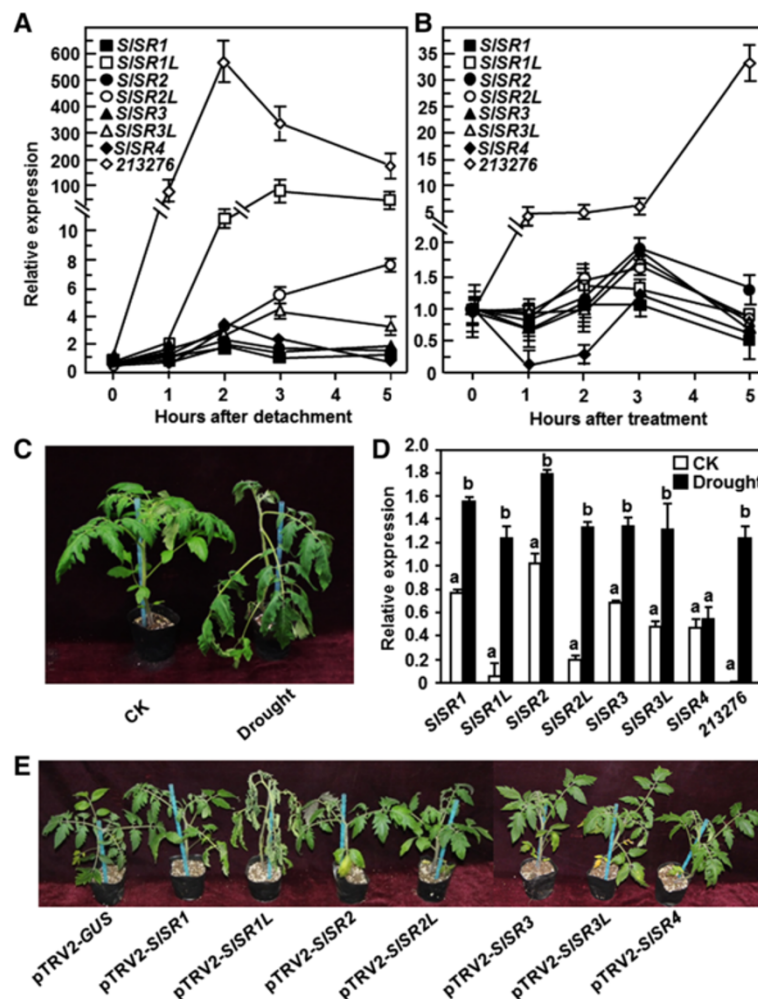 A
SlSR1
SlSR1L
SlSR2
SlSR2L
SlSR3
SlSR3L
SlSR4
213276
600
500
400
300
200
100
10
8
6
4
2
0
Relative expression
0 1 2 3 4 5
Hours after detachment
B
SlSR1
SlSR1L
SlSR2
SlSR2L
SlSR3
SlSR3L
SlSR4
213276
35
30
25
20
15
10
5
2.0
1.5
1.0
0.5
0
0 1 2 3 4 5
Hours after treatment
C
CK
Drought
D
CK
Drought
2.0
1.8
1.6
1.4
1.2
1.0
0.8
0.6
0.4
0.2
0
Relative expression
a b a b a b a b a b a b a a a b
SlSR1
SlSR1L
SlSR2
SlSR2L
SlSR3
SlSR3L
SlSR4
213276
E
pTRV2-GUS
pTRV2-SlSR1
pTRV2-SlSR1L
pTRV2-SlSR2
pTRV2-SlSR2L
pTRV2-SlSR3
pTRV2-SlSR3L
pTRV2-SlSR4